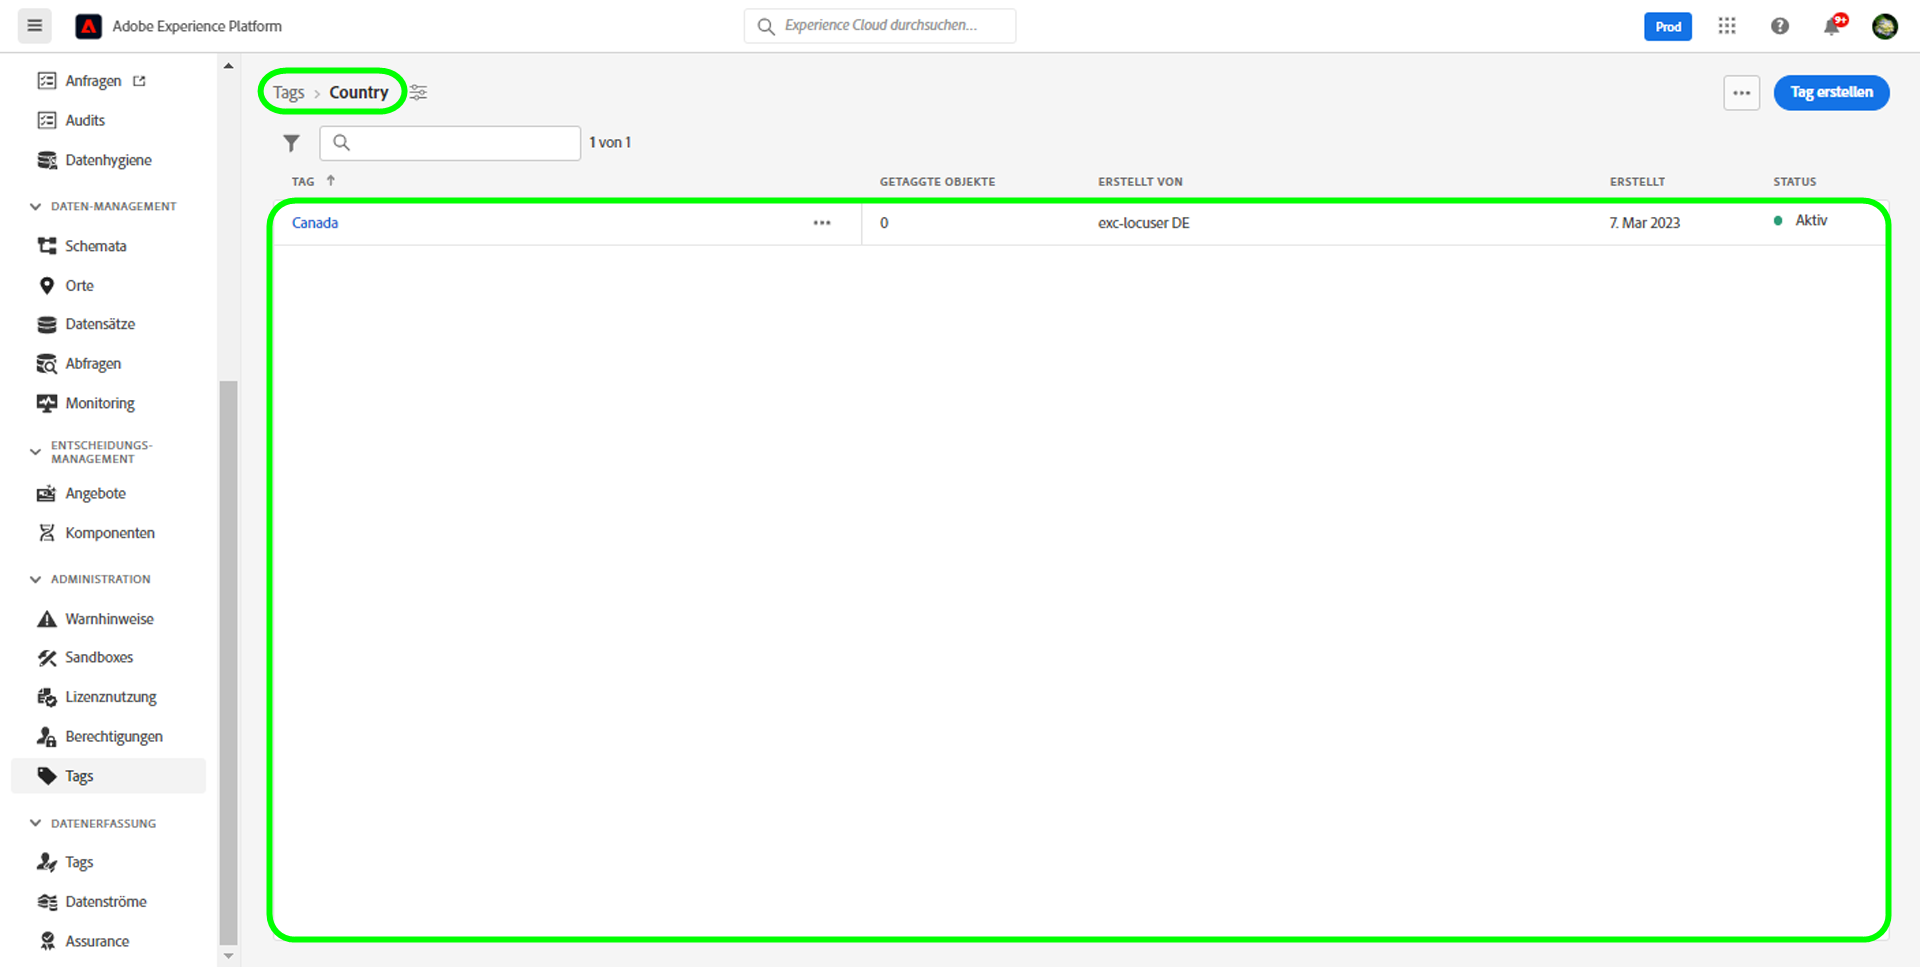 Adobe Experience Platform
Experience Cloud durchsuchen...
Prod
9+
Anfragen
Audits
Datenhygiene
DATEN-MANAGEMENT
Schemata
Orte
Datensätze
Abfragen
Monitoring
ENTSCHEIDUNGS-
MANAGEMENT
Angebote
Komponenten
ADMINISTRATION
Warnhinweise
Sandboxes
Lizenznutzung
Berechtigungen
Tags
DATENERFASSUNG
Tags
Datenströme
Assurance
Tags > Country
Tag erstellen
1 von 1
TAG GETAGGTE OBJEKTE ERSTELLT VON ERSTELLT STATUS
Canada 0 exc-locuser DE 7. Mar 2023 Aktiv